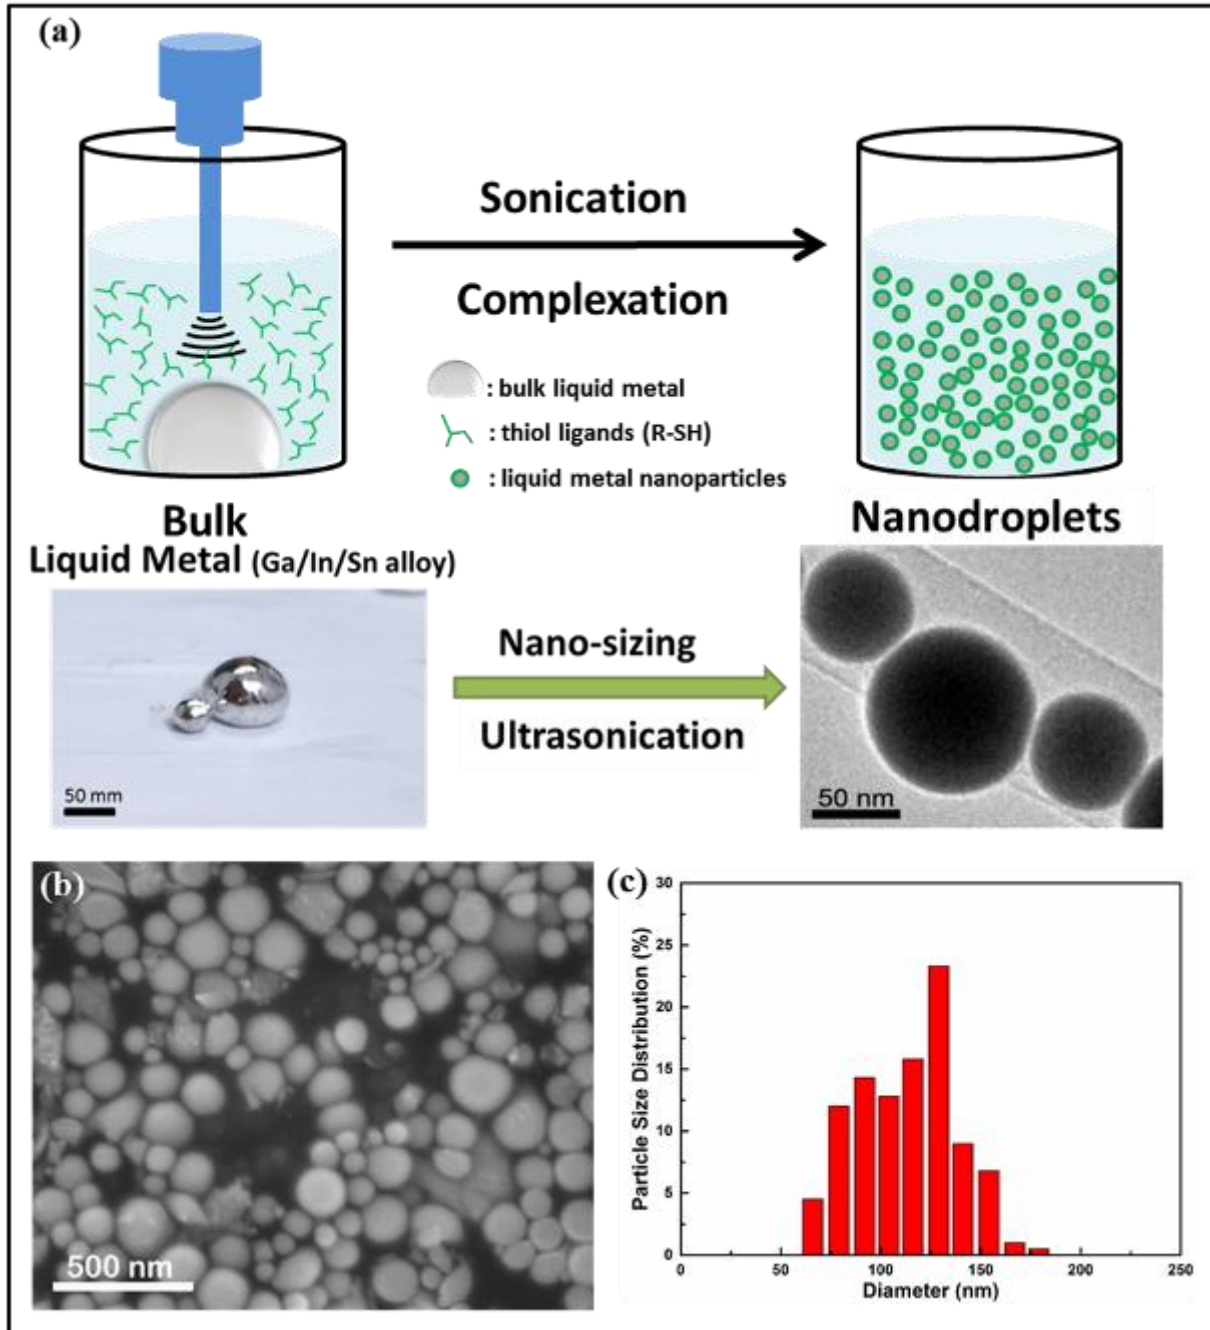 (a)
Sonication
Complexation
: bulk liquid metal
: thiol ligands (R-SH)
: liquid metal nanoparticles
Bulk
Liquid Metal (Ga/In/Sn alloy)
Nanodroplets
50 mm
Nano-sizing
Ultrasonication
50 nm
(b)
500 nm
(c)
Particle Size Distribution (%)
30
25
20
15
10
5
0
0 50 100 150 200 250
Diameter (nm)